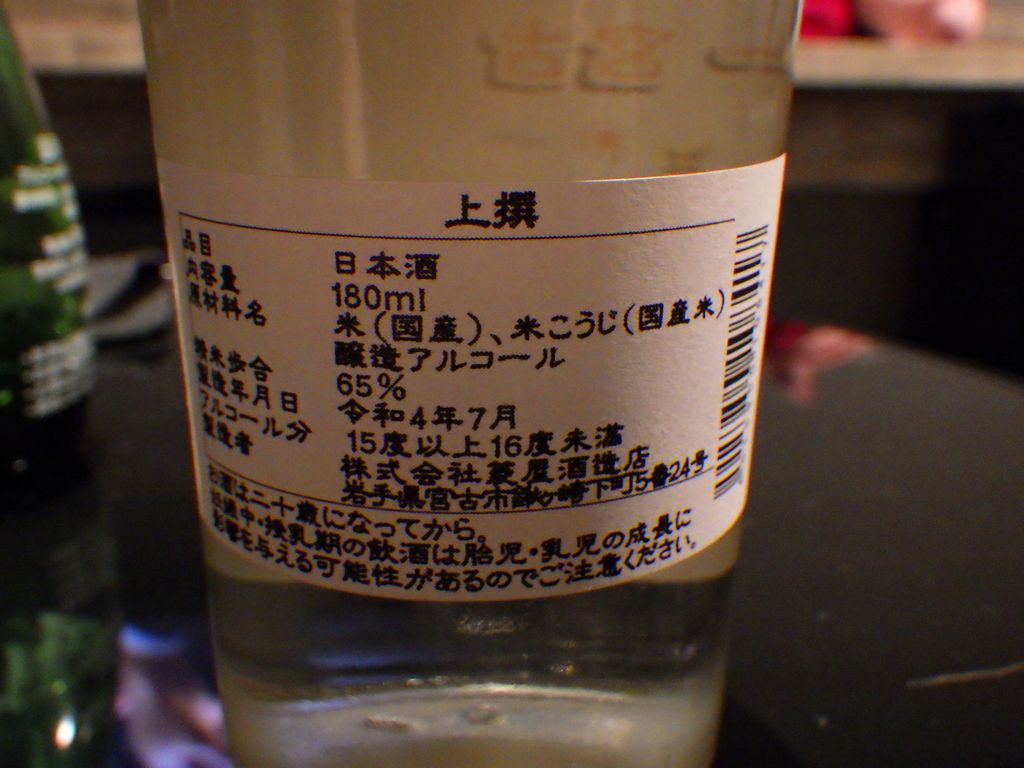 上撰
品目 日本酒
内容量 180ml
原材料名 米(国産)、米こうじ(国産米)
醸造アルコール
精米歩合 65%
製造年月日 令和4年7月
アルコール分 15度以上16度未満
製造者 株式会社菱屋酒造店
岩手県宮古市鍬ヶ崎下町5番24号
お酒は二十歳になってから。
妊娠中・授乳期の飲酒は胎児・乳児の成長に
影響を与える可能性があるのでご注意ください。